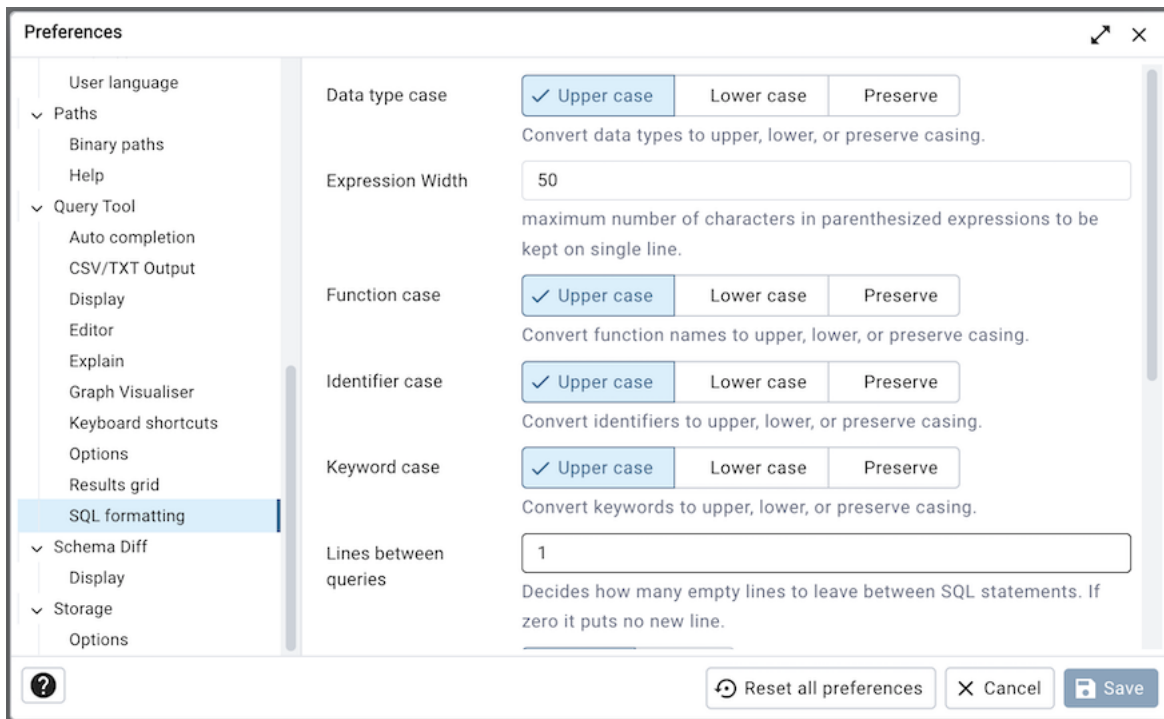 Preferences
User language
Paths
Binary paths
Help
Query Tool
Auto completion
CSV/TXT Output
Display
Editor
Explain
Graph Visualiser
Keyboard shortcuts
Options
Results grid
SQL formatting
Schema Diff
Display
Storage
Options
Data type case
Upper case Lower case Preserve
Convert data types to upper, lower, or preserve casing.
Expression Width
50
maximum number of characters in parenthesized expressions to be
kept on single line.
Function case
Upper case Lower case Preserve
Convert function names to upper, lower, or preserve casing.
Identifier case
Upper case Lower case Preserve
Convert identifiers to upper, lower, or preserve casing.
Keyword case
Upper case Lower case Preserve
Convert keywords to upper, lower, or preserve casing.
Lines between
queries
1
Decides how many empty lines to leave between SQL statements. If
zero it puts no new line.
? Reset all preferences Cancel Save